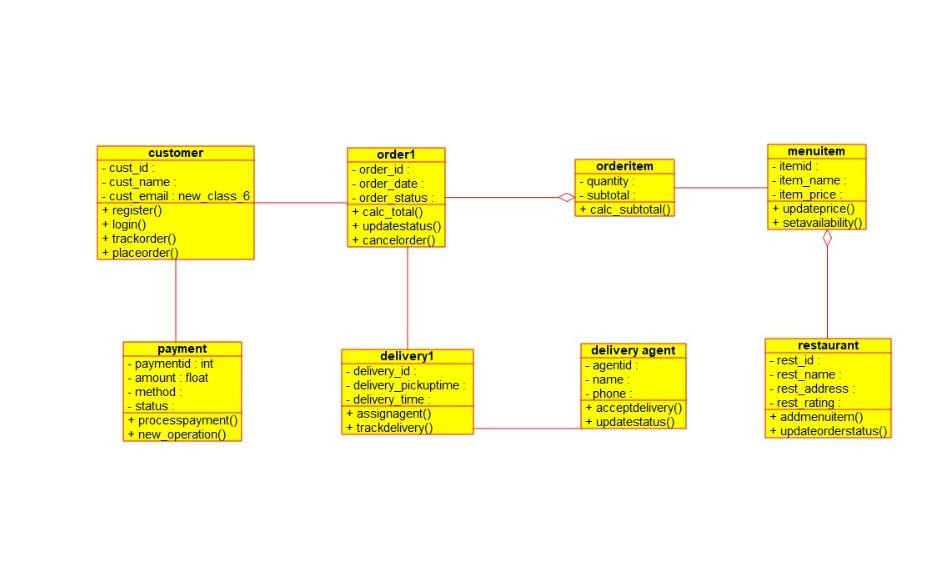 customer
- cust_id :
- cust_name :
- cust_email : new_class_6
+ register()
+ login()
+ trackorder()
+ placeorder()
order1
- order_id :
- order_date :
- order_status :
+ calc_total()
+ updatestatus()
+ cancelorder()
orderitem
- quantity :
- subtotal :
+ calc_subtotal()
menuitem
- itemid :
- item_name :
- item_price :
+ updateprice()
+ setavailability()
payment
- paymentid : int
- amount : float
- method :
- status :
+ processpayment()
+ new_operation()
delivery1
- delivery_id :
- delivery_pickuptime :
- delivery_time :
+ assignagent()
+ trackdelivery()
delivery agent
- agentid :
- name :
- phone :
+ acceptdelivery()
+ updatestatus()
restaurant
- rest_id :
- rest_name :
- rest_address :
- rest_rating :
+ addmenuitem()
+ updateorderstatus()